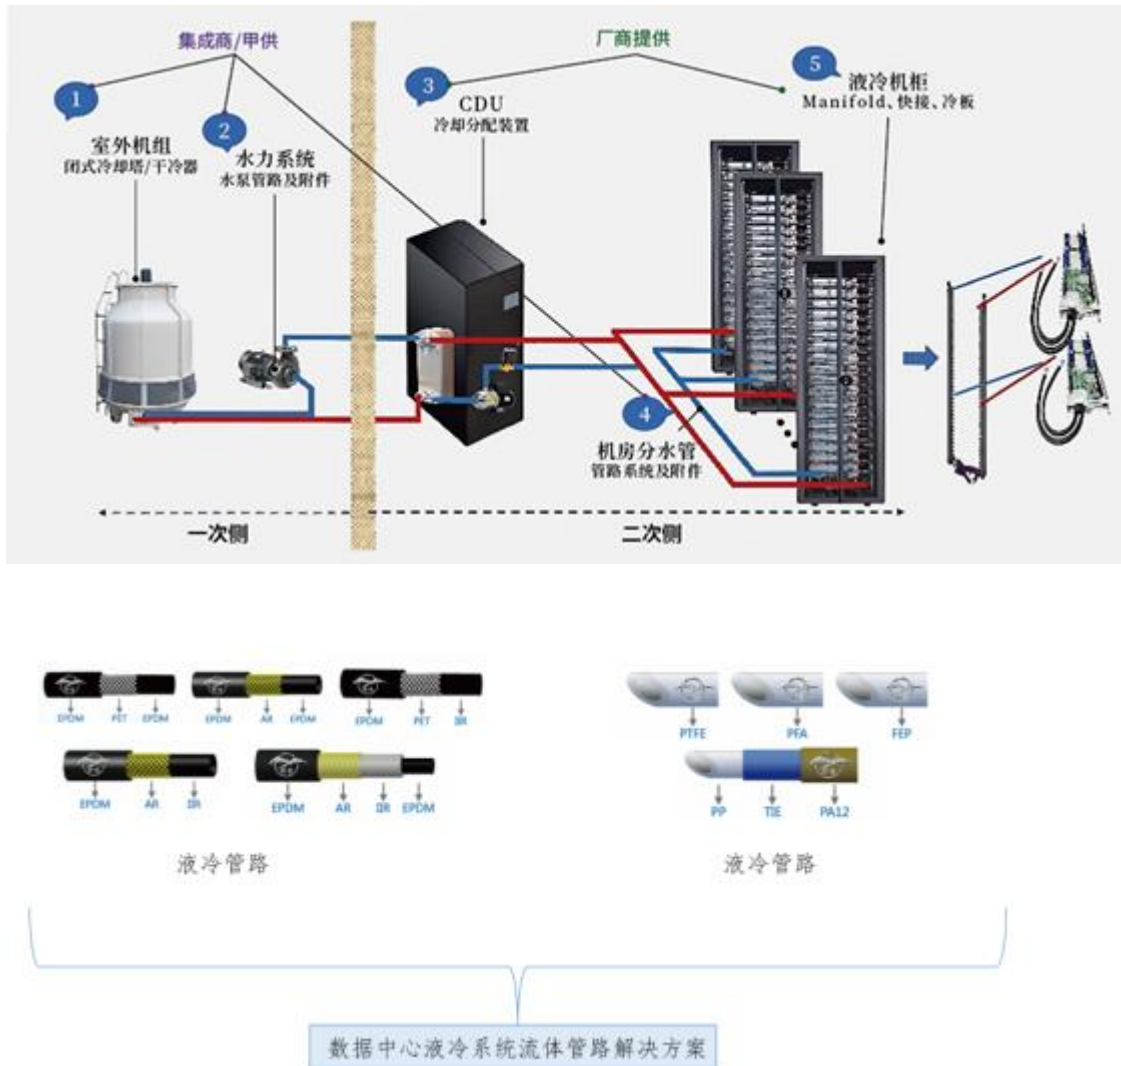 集成商/甲供
厂商提供
1
室外机组
闭式冷却塔/干冷器
2
水力系统
水泵管路及附件
3
CDU
冷却分配装置
5
液冷机柜
Manifold、快接、冷板
4
机房分水管
管路系统及附件
一次侧
二次侧
EPDM PET EPDM
EPDM AR EPDM
EPDM PET IIR
EPDM AR IIR
EPDM AR IIR EPDM
液冷管路
PTFE
PFA
FEP
PP TIE PA12
液冷管路
数据中心液冷系统流体管路解决方案